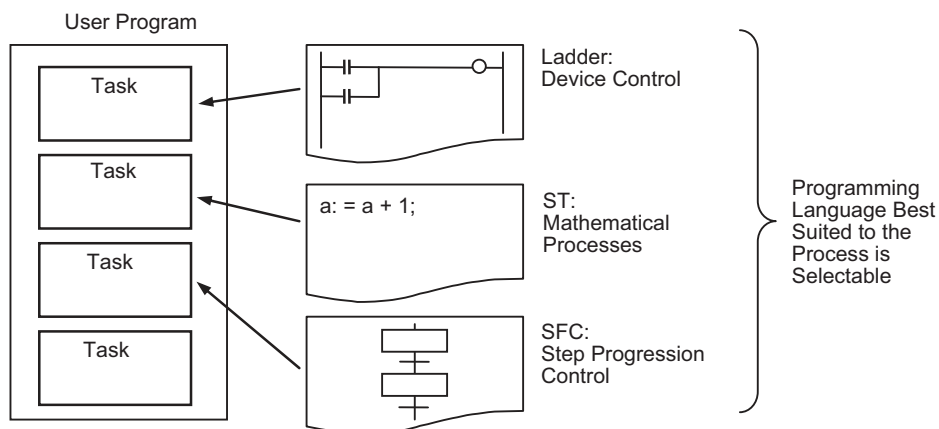 User Program
Task
Task
Task
Task
Ladder:
Device Control
a: = a + 1;
ST:
Mathematical
Processes
SFC:
Step Progression
Control
Programming
Language Best
Suited to the
Process is
Selectable